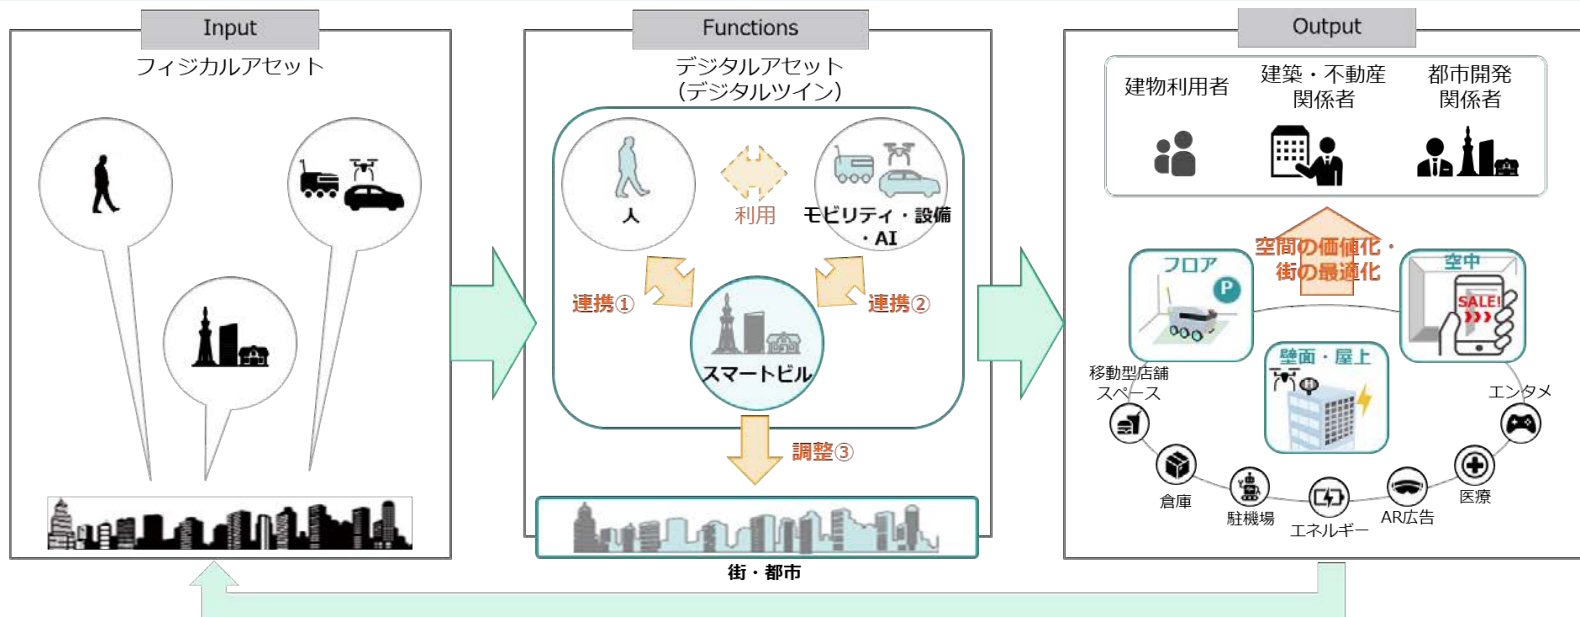 Input
フィジカルアセット
Functions
デジタルアセット
（デジタルツイン）
人
利用
モビリティ・設備
・AI
連携①
連携②
スマートビル
調整③
街・都市
Output
建物利用者
建築・不動産
関係者
都市開発
関係者
空間の価値化・
街の最適化
フロア
P
空中
SALE!
壁面・屋上
移動型店舗
スペース
倉庫
駐機場
エネルギー
AR広告
医療
エンタメ